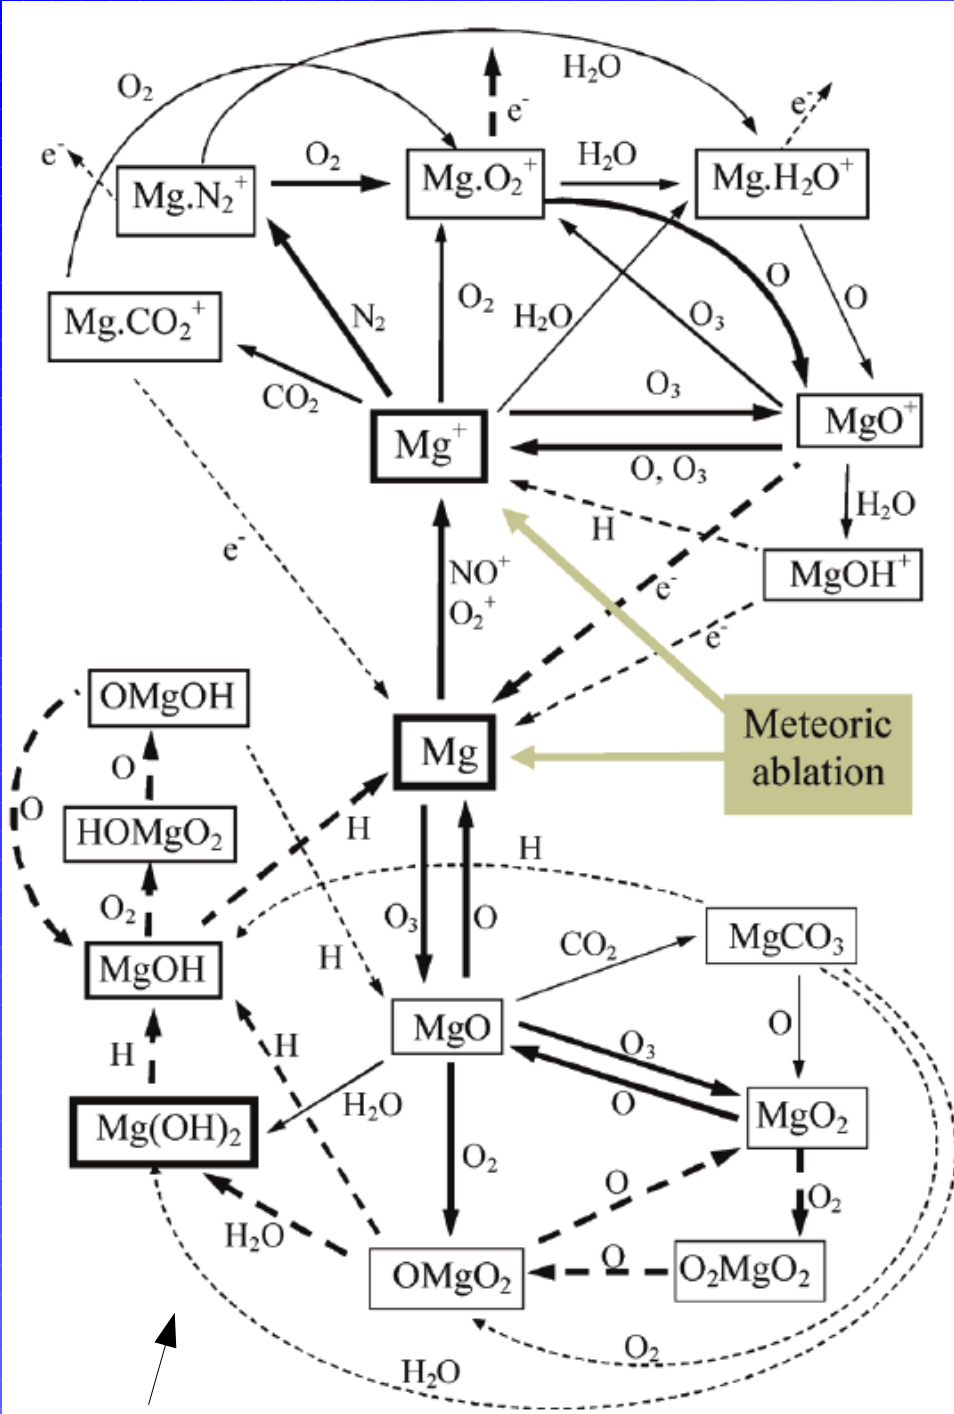 H₂O
O₂
e⁻
e⁻
e⁻
O₂
H₂O
Mg.N₂⁺
Mg.O₂⁺
Mg.H₂O⁺
O
O
O₂
N₂
H₂O
O₃
Mg.CO₂⁺
CO₂
O₃
Mg⁺
MgO⁺
O, O₃
H₂O
H
e⁻
NO⁺
O₂⁺
e⁻
MgOH⁺
e⁻
OMgOH
Mg
Meteoric
ablation
O
O
HOMgO₂
H
H
O₂
O₃
O
CO₂
MgCO₃
MgOH
H
MgO
O
H
H
O₃
O
H₂O
MgO₂
Mg(OH)₂
O₂
O
O₂
H₂O
OMgO₂
O
O₂MgO₂
O₂
H₂O